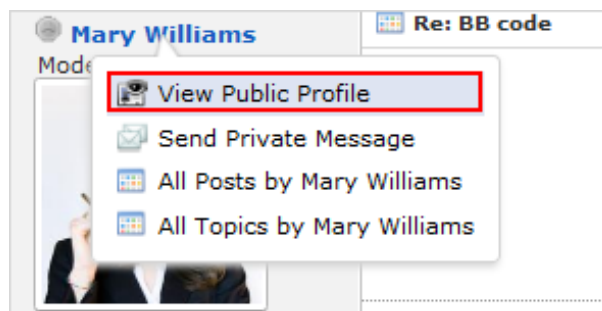 Mary Williams
Re: BB code
View Public Profile
Send Private Message
All Posts by Mary Williams
All Topics by Mary Williams